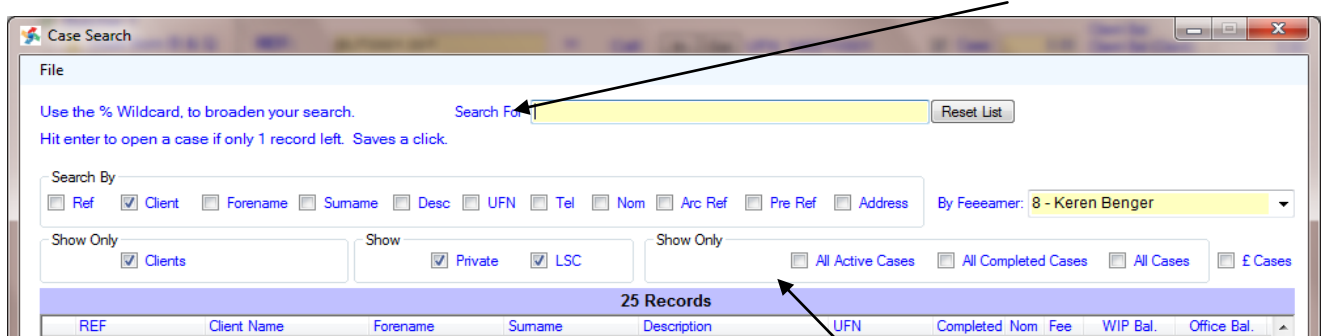 Case Search
File
Use the % Wildcard, to broaden your search. Search For Reset List
Hit enter to open a case if only 1 record left. Saves a click.
Search By
Ref Client Forename Surname Desc UFN Tel Nom Arc Ref Pre Ref Address By Feeearner: 8 - Keren Benger
Show Only Show Show Only
Clients Private LSC All Active Cases All Completed Cases All Cases £ Cases
25 Records
REF Client Name Forename Surname Description UFN Completed Nom Fee WIP Bal. Office Bal.